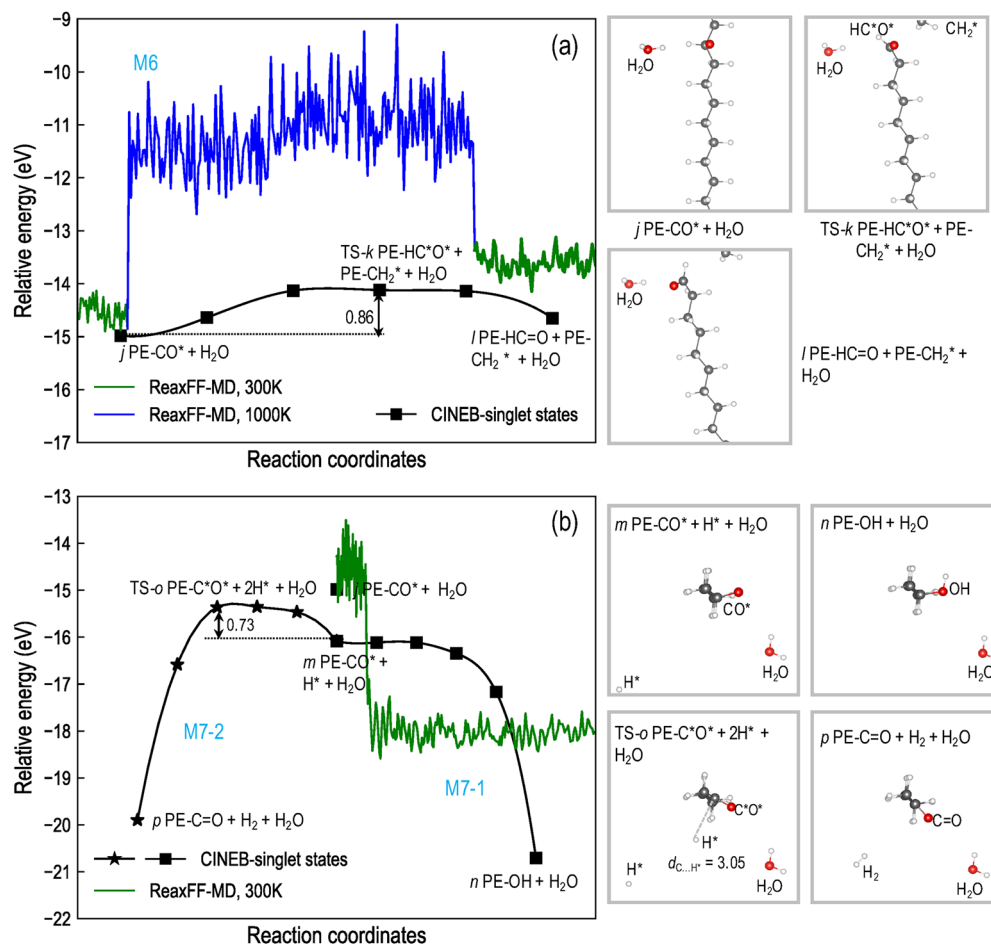 (a)
M6
Relative energy (eV)
−9
−10
−11
−12
−13
−14
−15
−16
−17
TS-k PE-HC*O* +
PE-CH₂* + H₂O
0.86
j PE-CO* + H₂O
l PE-HC=O + PE-
CH₂ * + H₂O
ReaxFF-MD, 300K
ReaxFF-MD, 1000K
CINEB-singlet states
Reaction coordinates
H₂O
j PE-CO* + H₂O
HC*O*
CH₂*
H₂O
TS-k PE-HC*O* + PE-
CH₂* + H₂O
H₂O
l PE-HC=O + PE-CH₂* +
H₂O
(b)
Relative energy (eV)
−13
−14
−15
−16
−17
−18
−19
−20
−21
−22
TS-o PE-C*O* + 2H* + H₂O
j PE-CO* + H₂O
0.73
m PE-CO* +
H* + H₂O
M7-2
M7-1
p PE-C=O + H₂ + H₂O
n PE-OH + H₂O
CINEB-singlet states
ReaxFF-MD, 300K
Reaction coordinates
m PE-CO* + H* + H₂O
CO*
H₂O
H*
n PE-OH + H₂O
OH
H₂O
TS-o PE-C*O* + 2H* +
H₂O
C*O*
H*
H*
d C...H* = 3.05
H₂O
p PE-C=O + H₂ + H₂O
C=O
H₂
H₂O